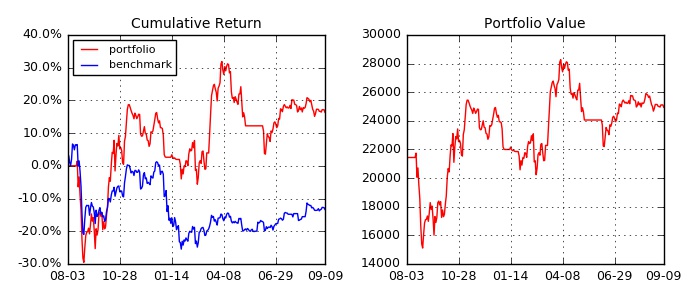 Cumulative Return
40.0%
30.0%
20.0%
10.0%
0.0%
-10.0%
-20.0%
-30.0%
portfolio
benchmark
08-03 10-28 01-14 04-08 06-29 09-09
Portfolio Value
30000
28000
26000
24000
22000
20000
18000
16000
14000
08-03 10-28 01-14 04-08 06-29 09-09